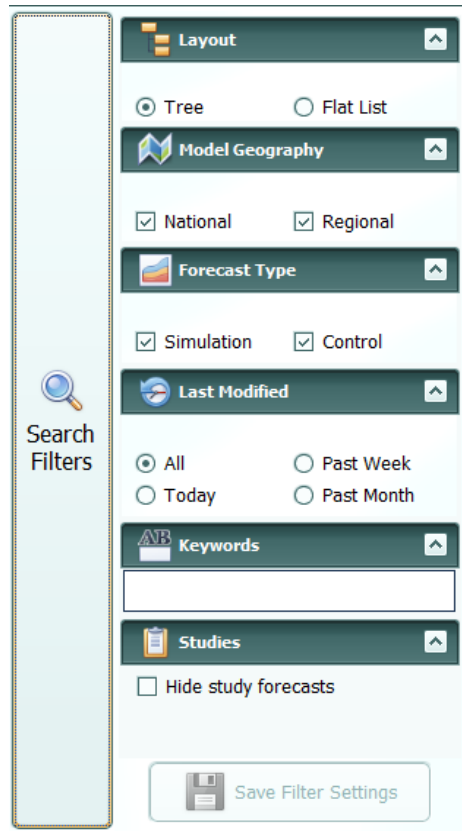 Search
Filters
Layout
Tree
Flat List
Model Geography
National
Regional
Forecast Type
Simulation
Control
Last Modified
All
Past Week
Today
Past Month
AB
Keywords
Studies
Hide study forecasts
Save Filter Settings